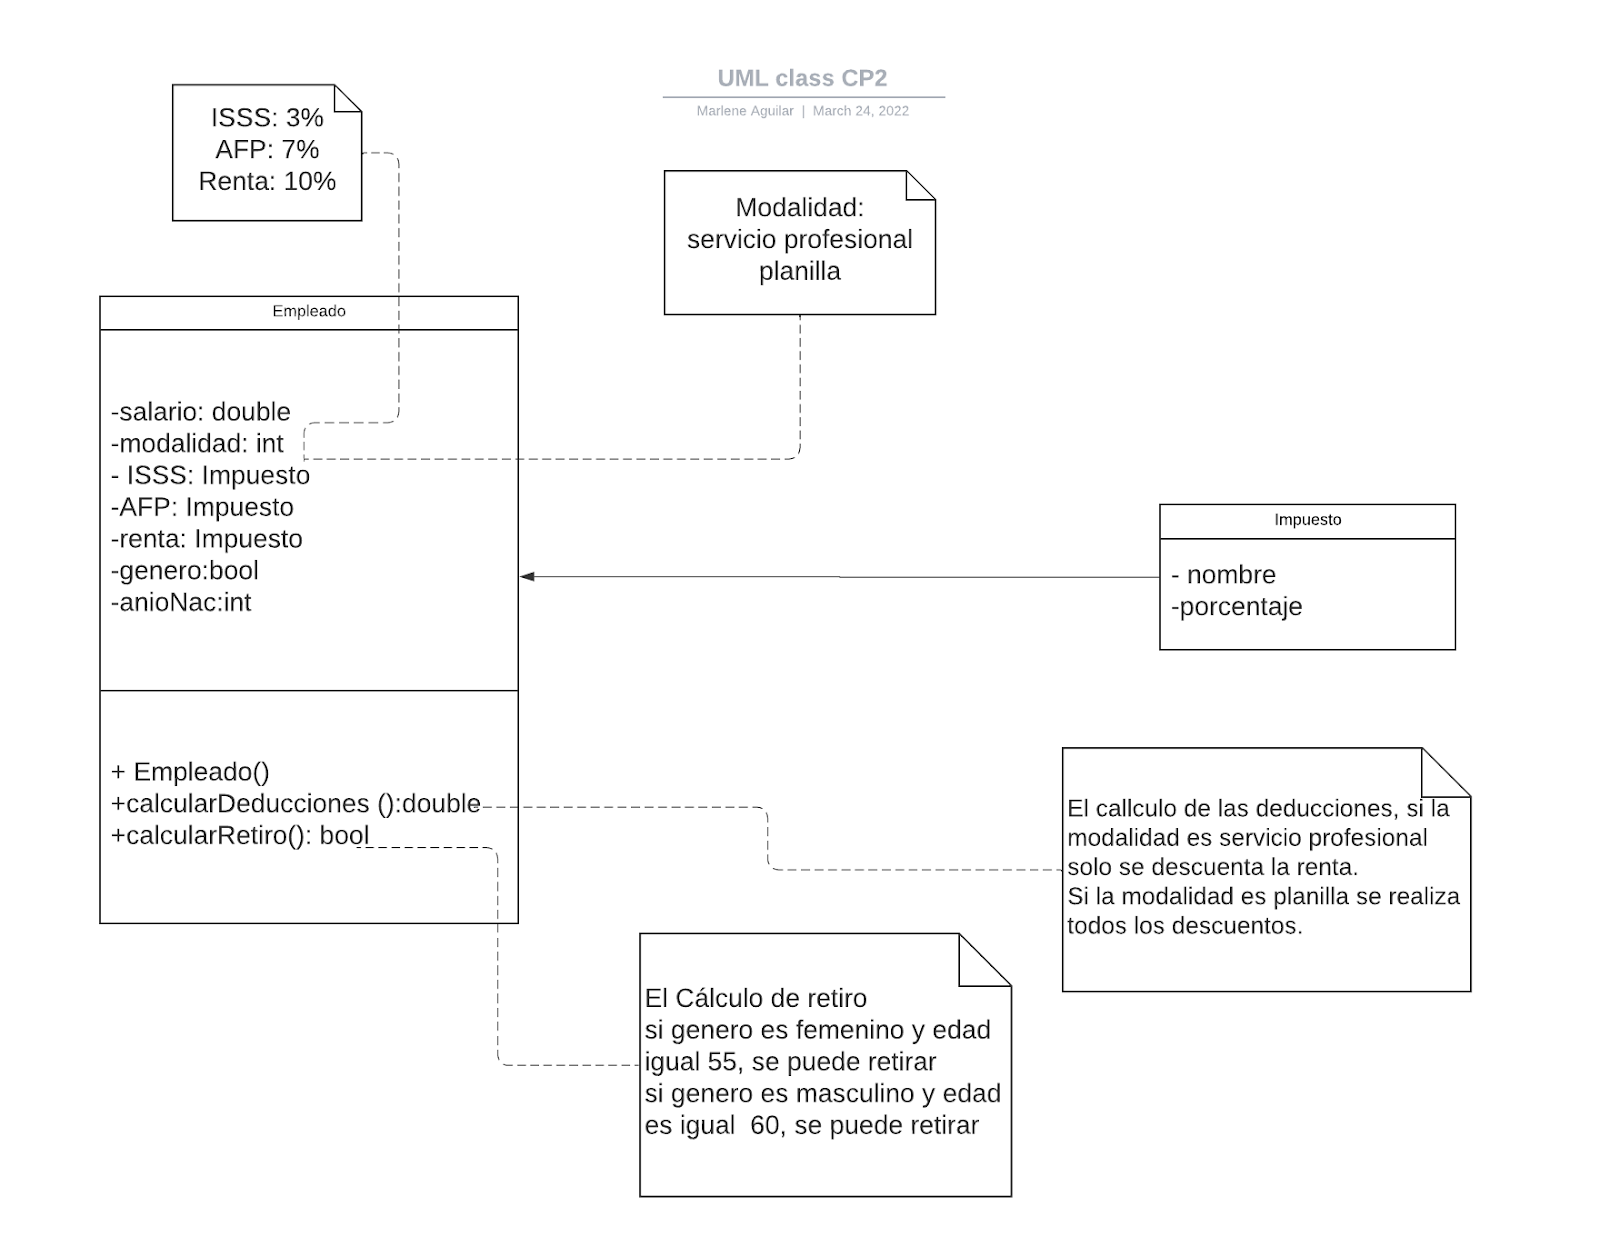 UML class CP2
Marlene Aguilar | March 24, 2022
ISSS: 3%
AFP: 7%
Renta: 10%
Modalidad:
servicio profesional
planilla
Empleado
-salario: double
-modalidad: int
- ISSS: Impuesto
-AFP: Impuesto
-renta: Impuesto
-genero:bool
-anioNac:int
+ Empleado()
+calcularDeducciones ():double
+calcularRetiro(): bool
Impuesto
- nombre
-porcentaje
El callculo de las deducciones, si la
modalidad es servicio profesional
solo se descuenta la renta.
Si la modalidad es planilla se realiza
todos los descuentos.
El Cálculo de retiro
si genero es femenino y edad
igual 55, se puede retirar
si genero es masculino y edad
es igual  60, se puede retirar